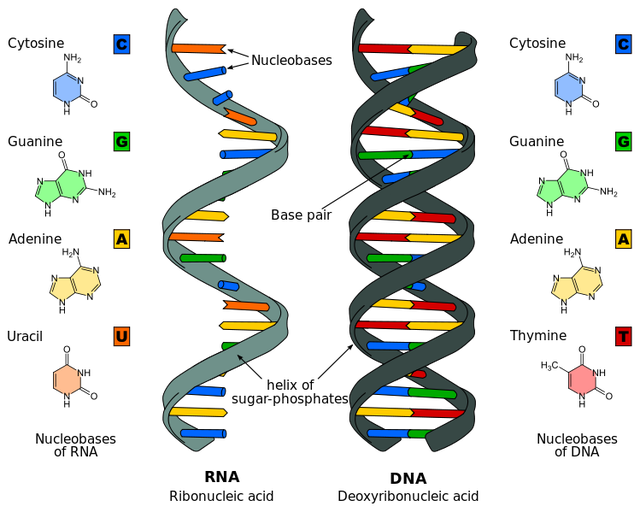 Cytosine
C
NH₂
N
NH
O
Guanine
G
O
N
NH
N
H
N
NH₂
Adenine
A
H₂N
N
N
N
H
N
Uracil
U
O
NH
N
H
O
Nucleobases
of RNA
Nucleobases
Base pair
helix of
sugar-phosphates
RNA
Ribonucleic acid
DNA
Deoxyribonucleic acid
Cytosine
C
NH₂
N
NH
O
Guanine
G
O
N
NH
N
H
N
NH₂
Adenine
A
H₂N
N
N
N
H
N
Thymine
T
O
H₃C
NH
N
H
O
Nucleobases
of DNA